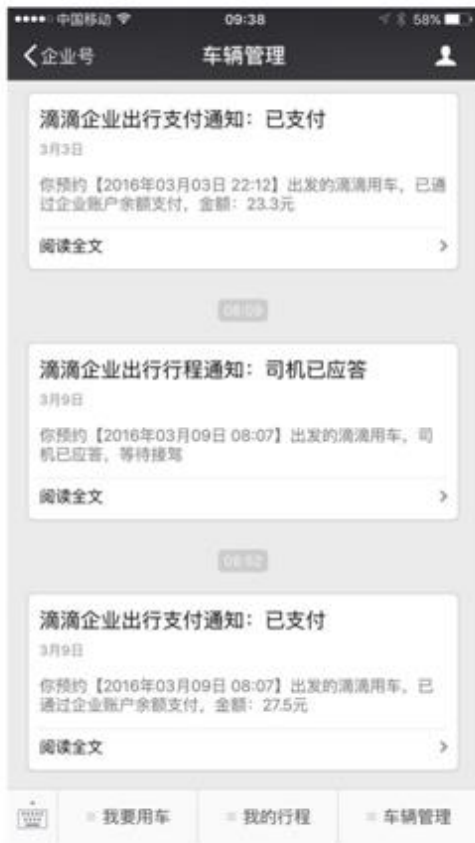 中国移动 09:38 58%
企业号 车辆管理
滴滴企业出行支付通知：已支付
3月3日
你预约【2016年03月03日 22:12】出发的滴滴用车，已通
过企业账户余额支付，金额：23.3元
阅读全文
08:09
滴滴企业出行行程通知：司机已应答
3月9日
你预约【2016年03月09日 08:07】出发的滴滴用车，司
机已应答，等待接驾
阅读全文
08:52
滴滴企业出行支付通知：已支付
3月9日
你预约【2016年03月09日 08:07】出发的滴滴用车，已
通过企业账户余额支付，金额：27.5元
阅读全文
我要用车 我的行程 车辆管理